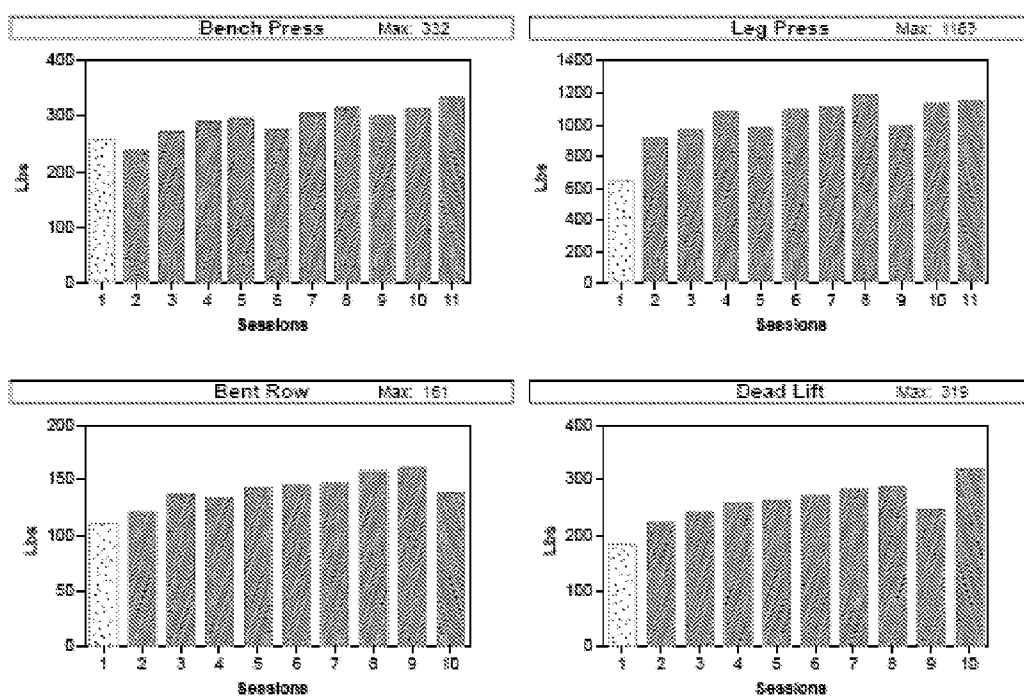 Bench Press Max: 332
400
300
200
100
0
Lbs
1 2 3 4 5 6 7 8 9 10 11
Sessions
Leg Press Max:
1400
1200
1000
800
600
400
200
0
Lbs
1 2 3 4 5 6 7 8 9 10 11
Sessions
Bent Row Max: 161
200
150
100
50
0
Lbs
1 2 3 4 5 6 7 8 9 10
Sessions
Dead Lift Max: 319
400
300
200
100
0
Lbs
1 2 3 4 5 6 7 8 9 10
Sessions